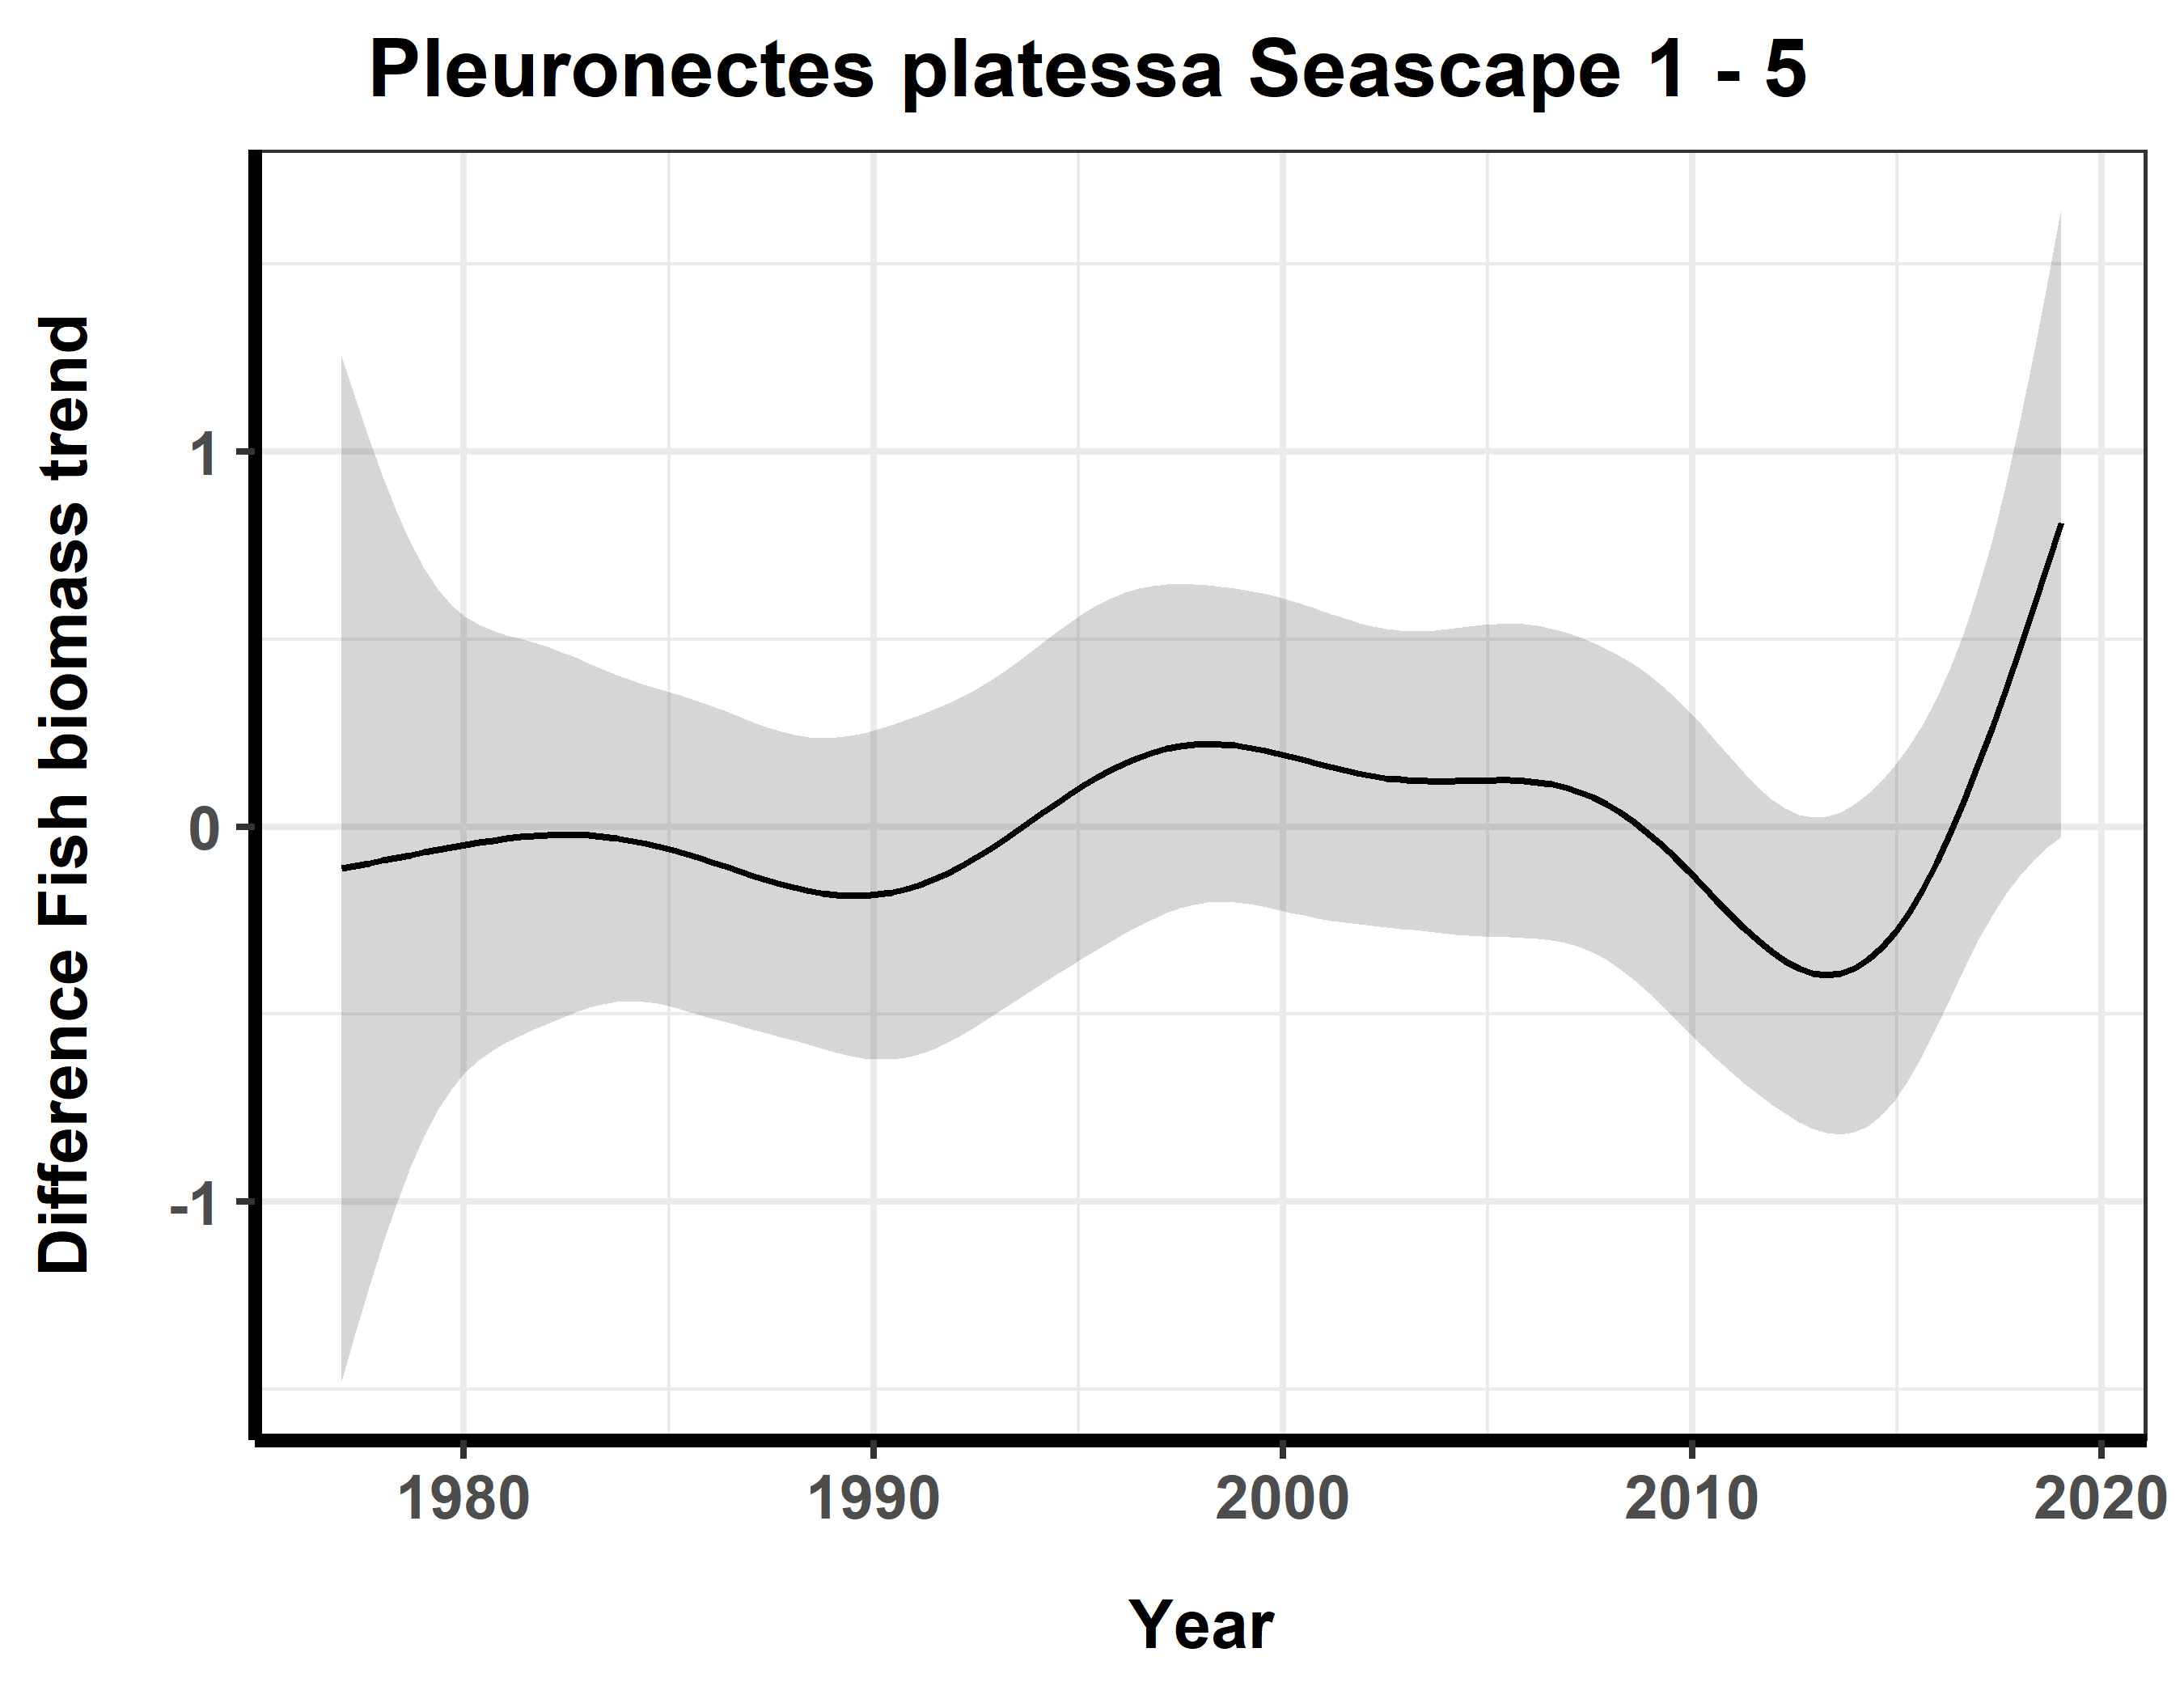 Pleuronectes platessa Seascape 1 - 5
Difference Fish biomass trend
1
0
-1
1980 1990 2000 2010 2020
Year